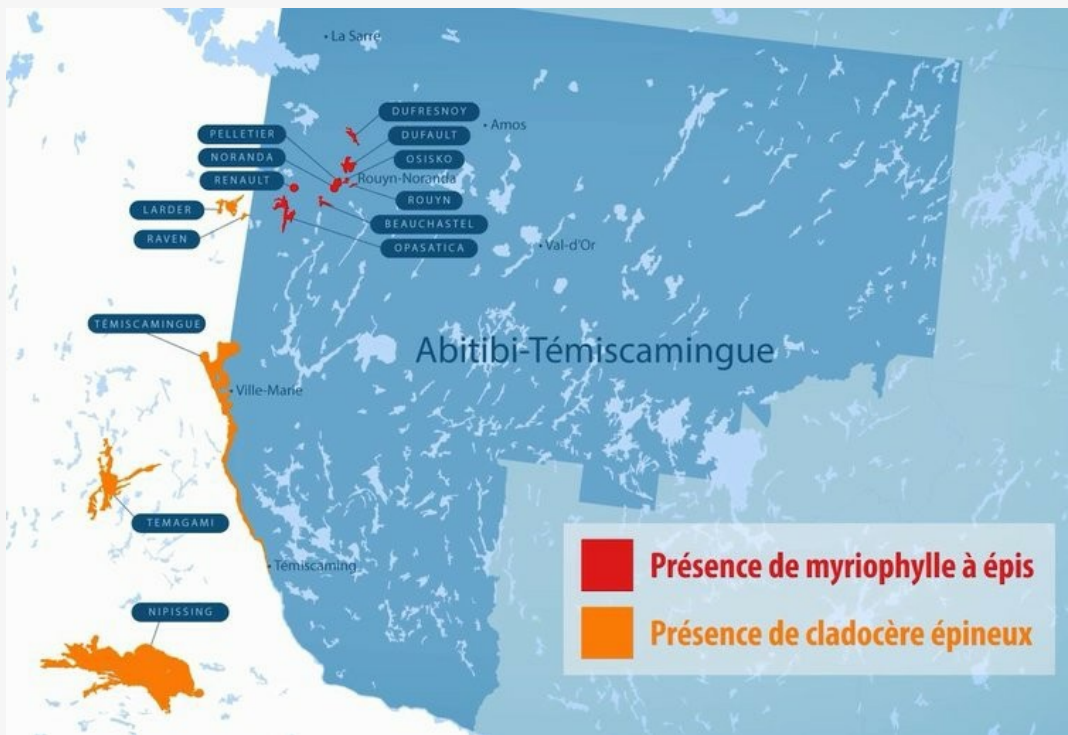 La Sarre
DUFRESNOY
Amos
PELLETIER
DUFAULT
NORANDA
OSISKO
RENAULT
Rouyn-Noranda
ROUYN
LARDER
BEAUCHASTEL
RAVEN
OPASATICA
Val-d'Or
TÉMISCAMINGUE
Abitibi-Témiscamingue
Ville-Marie
TEMAGAMI
Témiscaming
Présence de myriophylle à épis
NIPISSING
Présence de cladocère épineux